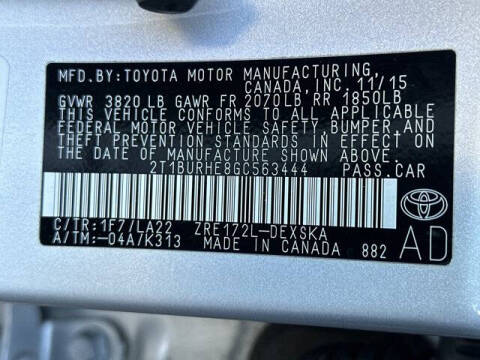 MFD.BY:TOYOTA MOTOR MANUFACTURING,
CANADA,INC. 11/15
GVWR 3820LB GAWR FR 2070LB RR 1850LB
THIS VEHICLE CONFORMS TO ALL APPLICABLE
FEDERAL MOTOR VEHICLE SAFETY,BUMPER,AND
THEFT PREVENTION STANDARDS IN EFFECT ON
THE DATE OF MANUFACTURE SHOWN ABOVE.
2T1BURHE8GC563444 PASS.CAR
C/TR:1F7/LA22 ZRE172L-DEXSKA
A/TM:-04A/K313 MADE IN CANADA 882
TOYOTA
AD